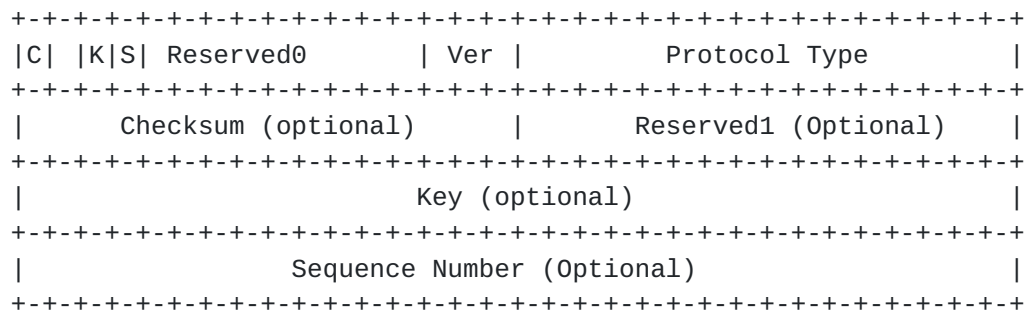 +-+-+-+-+-+-+-+-+-+-+-+-+-+-+-+-+-+-+-+-+-+-+-+-+-+-+-+-+-+-+-+-+
|C| |K|S| Reserved0       | Ver |         Protocol Type         |
+-+-+-+-+-+-+-+-+-+-+-+-+-+-+-+-+-+-+-+-+-+-+-+-+-+-+-+-+-+-+-+-+
|      Checksum (optional)      |       Reserved1 (Optional)    |
+-+-+-+-+-+-+-+-+-+-+-+-+-+-+-+-+-+-+-+-+-+-+-+-+-+-+-+-+-+-+-+-+
|                         Key (optional)                        |
+-+-+-+-+-+-+-+-+-+-+-+-+-+-+-+-+-+-+-+-+-+-+-+-+-+-+-+-+-+-+-+-+
|                 Sequence Number (Optional)                    |
+-+-+-+-+-+-+-+-+-+-+-+-+-+-+-+-+-+-+-+-+-+-+-+-+-+-+-+-+-+-+-+-+